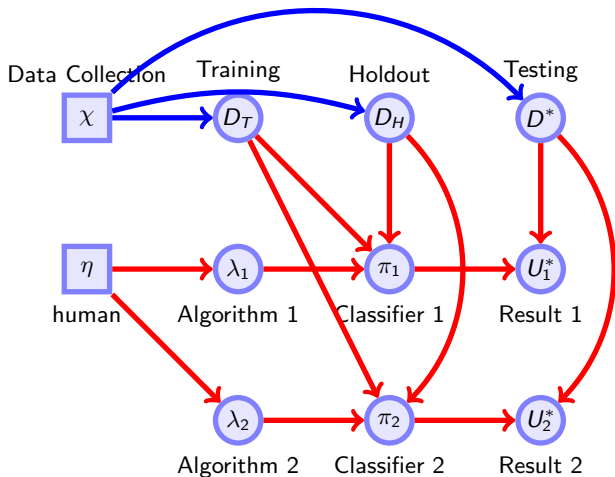 Data Collection Training Holdout Testing
χ D_T D_H D*
η λ₁ π₁ U₁*
human Algorithm 1 Classifier 1 Result 1
λ₂ π₂ U₂*
Algorithm 2 Classifier 2 Result 2